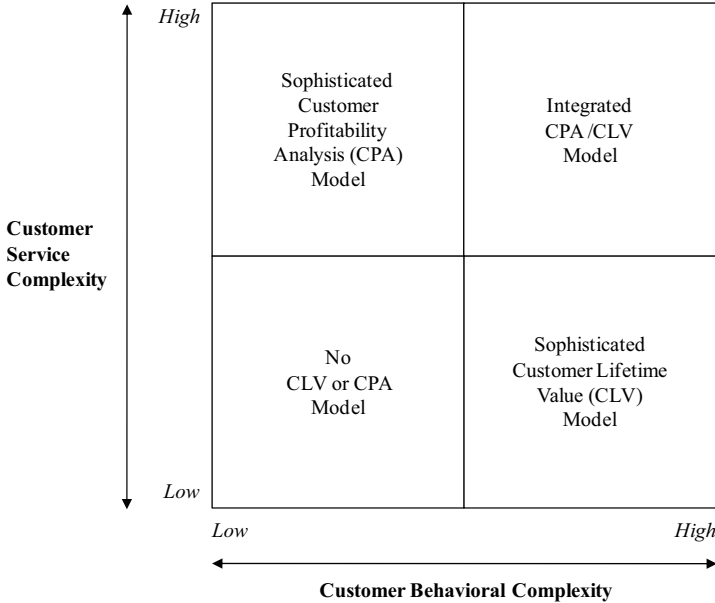 High
Sophisticated
Customer
Profitability
Analysis (CPA)
Model
Integrated
CPA /CLV
Model
Customer
Service
Complexity
No
CLV or CPA
Model
Sophisticated
Customer Lifetime
Value (CLV)
Model
Low
Low
High
Customer Behavioral Complexity